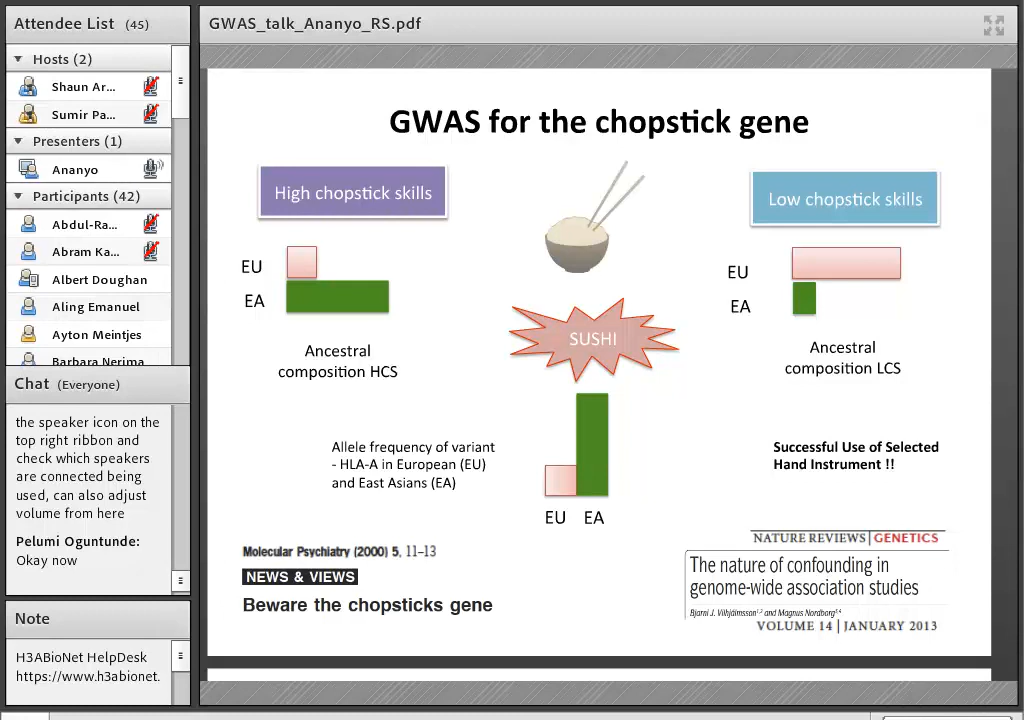 Attendee List (45)
Hosts (2)
Shaun Ar...
Sumir Pa...
Presenters (1)
Ananyo
Participants (42)
Abdul-Ra...
Abram Ka...
Albert Doughan
Aling Emanuel
Ayton Meintjes
Barbara Nerima
Chat (Everyone)
the speaker icon on the
top right ribbon and
check which speakers
are connected being
used, can also adjust
volume from here
Pelumi Oguntunde:
Okay now
Note
H3ABioNet HelpDesk
https://www.h3abionet.
GWAS_talk_Ananyo_RS.pdf
GWAS for the chopstick gene
High chopstick skills
Low chopstick skills
EU
EA
Ancestral
composition HCS
EU
EA
Ancestral
composition LCS
SUSHI
Allele frequency of variant
- HLA-A in European (EU)
and East Asians (EA)
EU EA
Successful Use of Selected
Hand Instrument !!
Molecular Psychiatry (2000) 5, 11–13
NEWS & VIEWS
Beware the chopsticks gene
NATURE REVIEWS | GENETICS
The nature of confounding in
genome-wide association studies
Bjarni J. Vilhjálmsson1,2 and Magnus Nordborg3,4
VOLUME 14 | JANUARY 2013